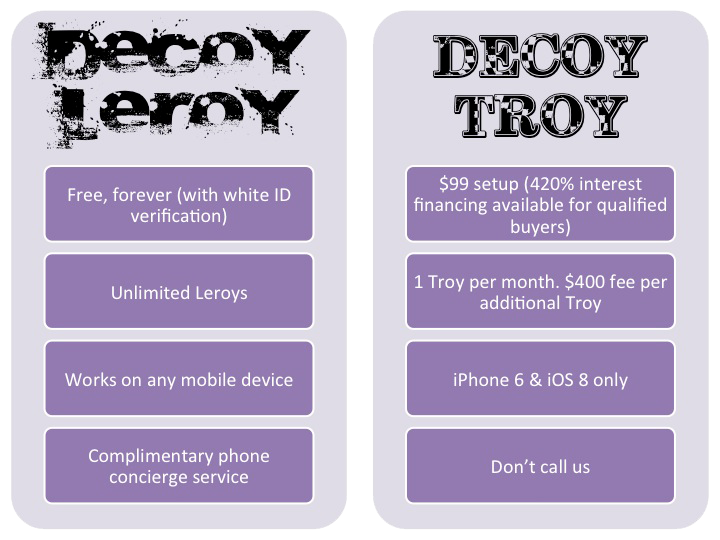 Decoy
Leroy
Free, forever (with white ID
verification)
Unlimited Leroys
Works on any mobile device
Complimentary phone
concierge service
DECOY
TROY
$99 setup (420% interest
financing available for qualified
buyers)
1 Troy per month. $400 fee per
additional Troy
iPhone 6 & iOS 8 only
Don’t call us